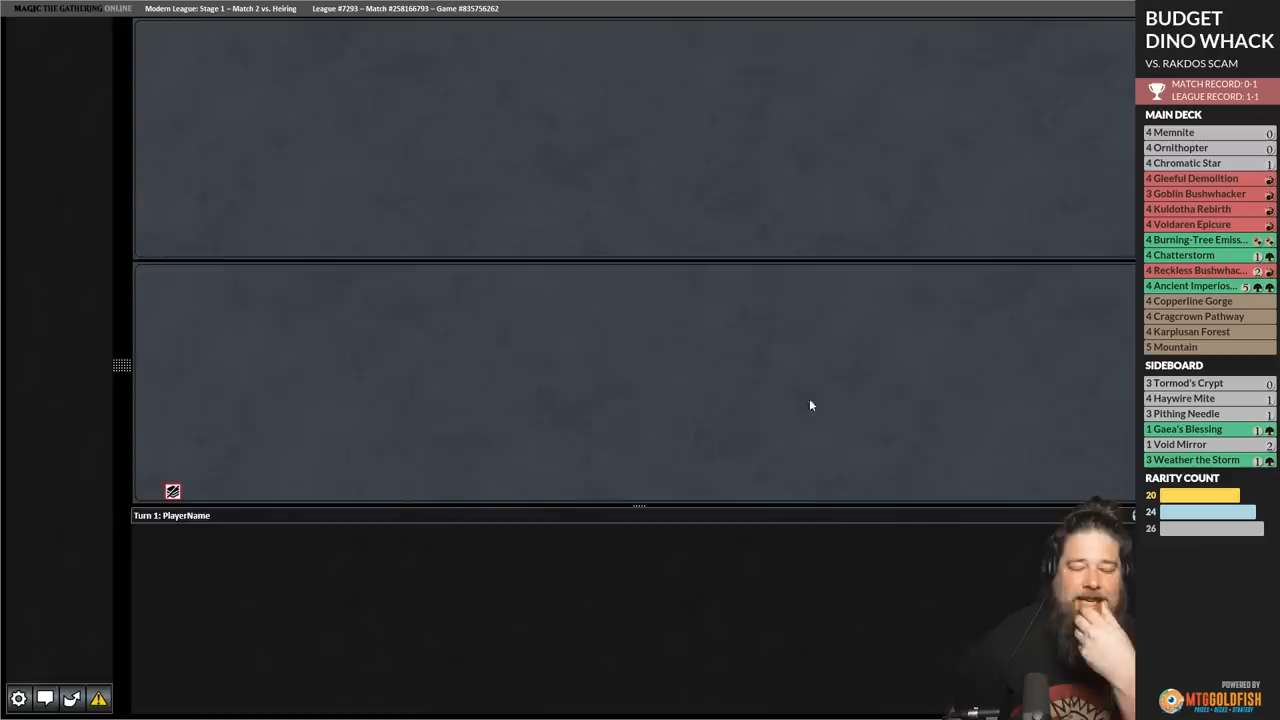 MAGIC THE GATHERING ONLINE
Modern League: Stage 1 – Match 2 vs. Heiring
League #7293 – Match #258166793 – Game #835756262
Turn 1: PlayerName
BUDGET
DINO WHACK
VS. RAKDOS SCAM
MATCH RECORD: 0-1
LEAGUE RECORD: 1-1
MAIN DECK
4 Memnite 0
4 Ornithopter 0
4 Chromatic Star 1
4 Gleeful Demolition
3 Goblin Bushwhacker
4 Kuldotha Rebirth
4 Voldaren Epicure
4 Burning-Tree Emiss...
4 Chatterstorm 1
4 Reckless Bushwhac... 2
4 Ancient Imperios... 5
4 Copperline Gorge
4 Cragcrown Pathway
4 Karplusan Forest
5 Mountain
SIDEBOARD
3 Tormod's Crypt 0
4 Haywire Mite 1
3 Pithing Needle 1
1 Gaea's Blessing 1
1 Void Mirror 2
3 Weather the Storm 1
RARITY COUNT
20
24
26
POWERED BY
MTGGOLDFISH
PRICES • DECKS • STRATEGY